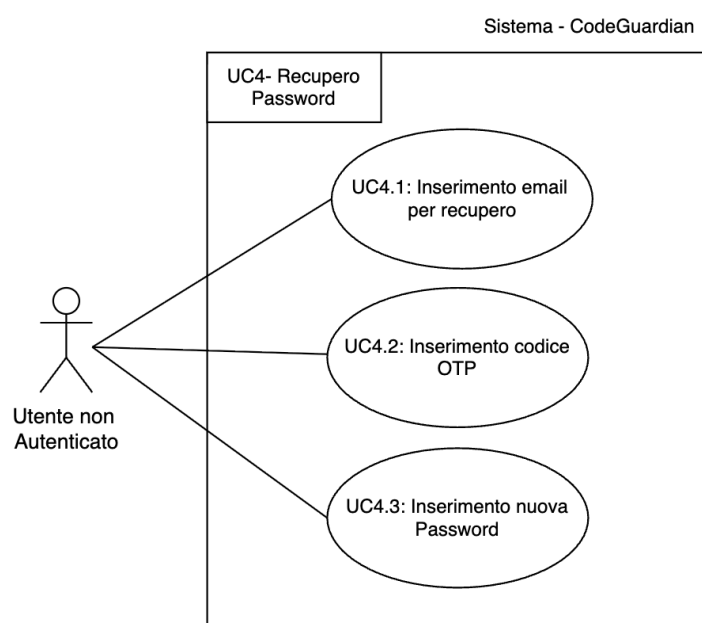 Sistema - CodeGuardian
UC4- Recupero
Password
UC4.1: Inserimento email
per recupero
UC4.2: Inserimento codice
OTP
Utente non
Autenticato
UC4.3: Inserimento nuova
Password